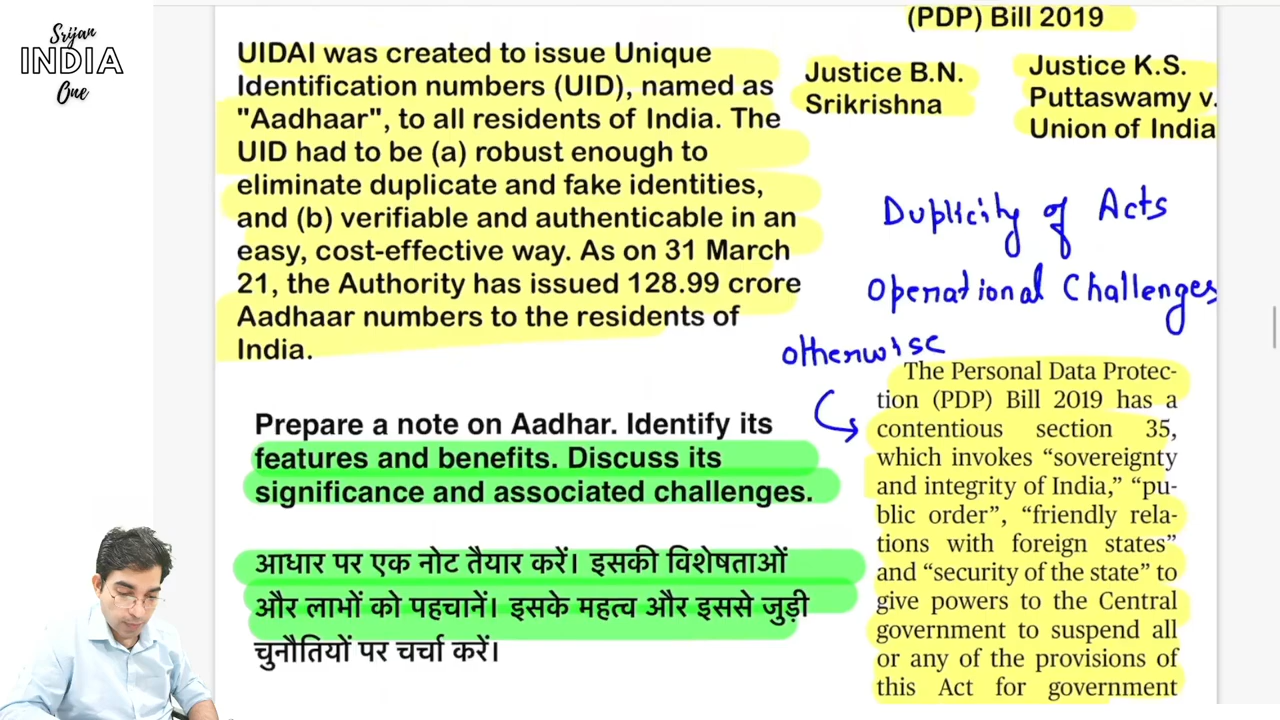 Srijan
INDIA
One
(PDP) Bill 2019
UIDAI was created to issue Unique
Identification numbers (UID), named as
"Aadhaar", to all residents of India. The
UID had to be (a) robust enough to
eliminate duplicate and fake identities,
and (b) verifiable and authenticable in an
easy, cost-effective way. As on 31 March
21, the Authority has issued 128.99 crore
Aadhaar numbers to the residents of
India.
Justice B.N.
Srikrishna
Justice K.S.
Puttaswamy v.
Union of India
Duplicity of Acts
Operational Challenges
otherwise
Prepare a note on Aadhar. Identify its
features and benefits. Discuss its
significance and associated challenges.
आधार पर एक नोट तैयार करें। इसकी विशेषताओं
और लाभों को पहचानें। इसके महत्व और इससे जुड़ी
चुनौतियों पर चर्चा करें।
The Personal Data Protec-
tion (PDP) Bill 2019 has a
contentious section 35,
which invokes “sovereignty
and integrity of India,” “pu-
blic order”, “friendly rela-
tions with foreign states”
and “security of the state” to
give powers to the Central
government to suspend all
or any of the provisions of
this Act for government